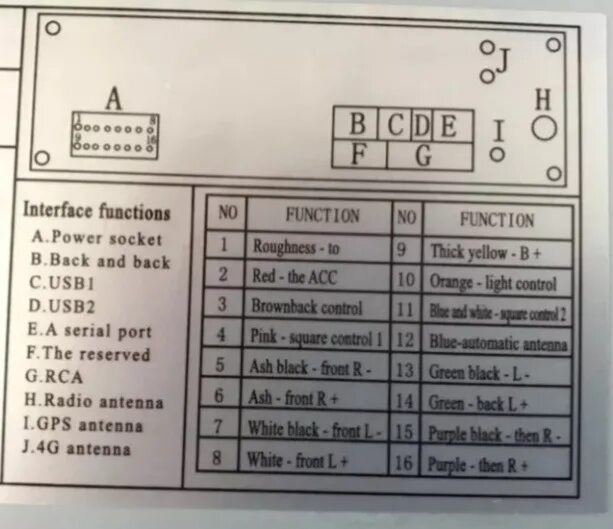 A
1 8
9 16
B C D E
F G
J
H
I
Interface functions
A.Power socket
B.Back and back
C.USB1
D.USB2
E.A serial port
F.The reserved
G.RCA
H.Radio antenna
I.GPS antenna
J.4G antenna
NO FUNCTION NO FUNCTION
1 Roughness - to 9 Thick yellow - B +
2 Red - the ACC 10 Orange - light control
3 Brownback control 11 Blue and white - square control 2
4 Pink - square control 1 12 Blue-automatic antenna
5 Ash black - front R - 13 Green black - L -
6 Ash - front R + 14 Green - back L +
7 White black - front L - 15 Purple black - then R -
8 White - front L + 16 Purple - then R +